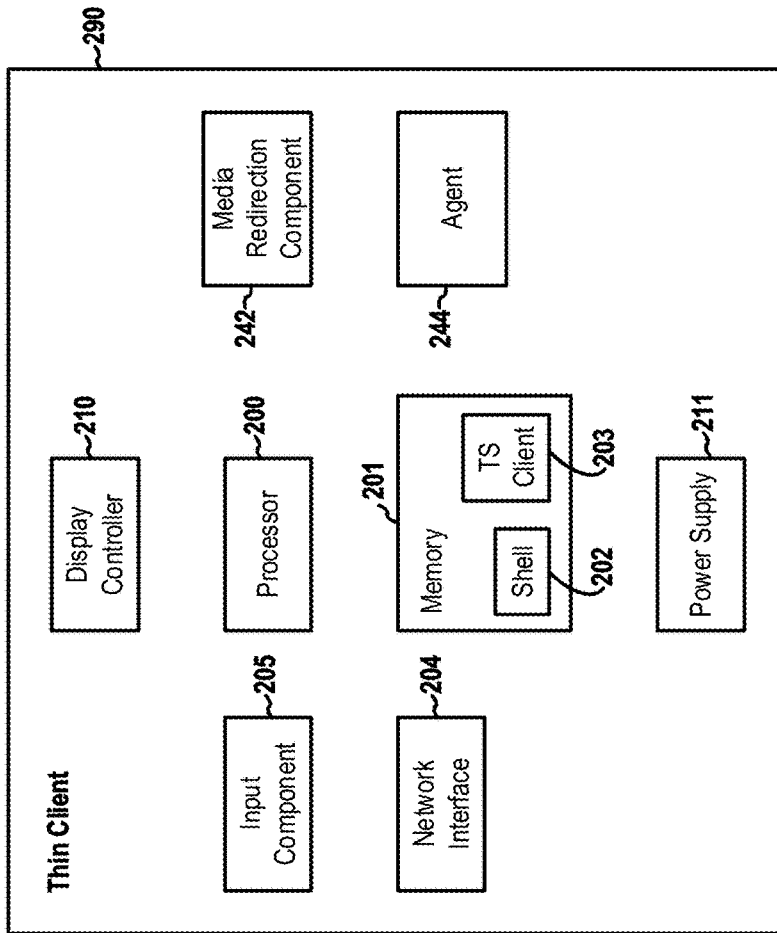 Thin Client
290
Display
Controller
210
Input
Component
205
Processor
200
Media
Redirection
Component
242
Network
Interface
204
Memory
201
Shell
202
TS
Client
203
Agent
244
Power Supply
211